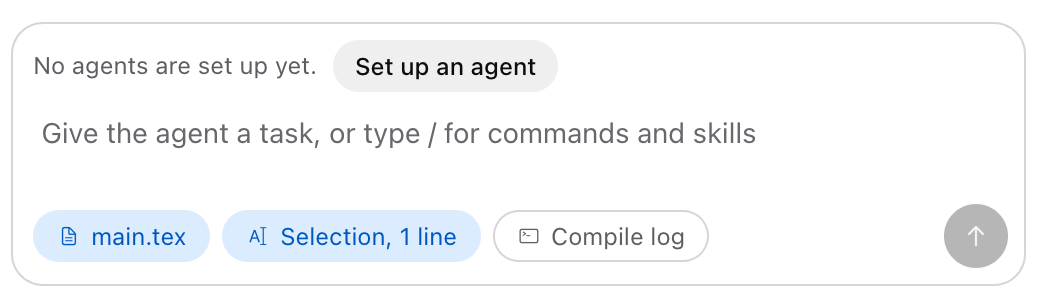 No agents are set up yet. Set up an agent
Give the agent a task, or type / for commands and skills
main.tex Selection, 1 line Compile log